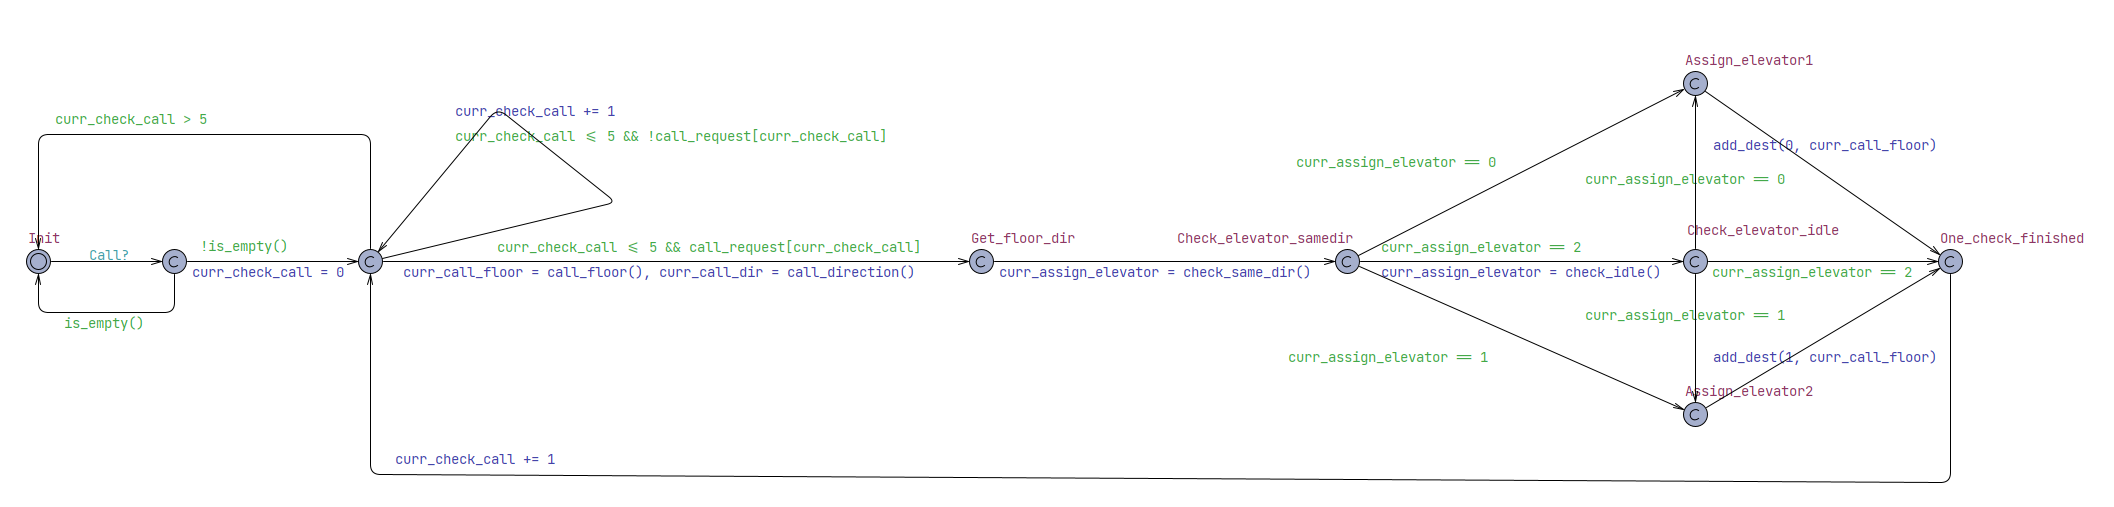 Assign_elevator1
curr_check_call += 1
curr_check_call > 5
curr_check_call ≤ 5 && !call_request[curr_check_call]
add_dest(0, curr_call_floor)
curr_assign_elevator == 0
curr_assign_elevator == 0
Check_elevator_idle
Init
Get_floor_dir
Check_elevator_samedir
One_check_finished
Call?
!is_empty()
curr_check_call ≤ 5 && call_request[curr_check_call]
curr_assign_elevator == 2
C
C
C
C
C
C
C
C
C
curr_check_call = 0
curr_call_floor = call_floor(), curr_call_dir = call_direction()
curr_assign_elevator = check_same_dir()
curr_assign_elevator = check_idle()
curr_assign_elevator == 2
is_empty()
curr_assign_elevator == 1
curr_assign_elevator == 1
add_dest(1, curr_call_floor)
Assign_elevator2
curr_check_call += 1